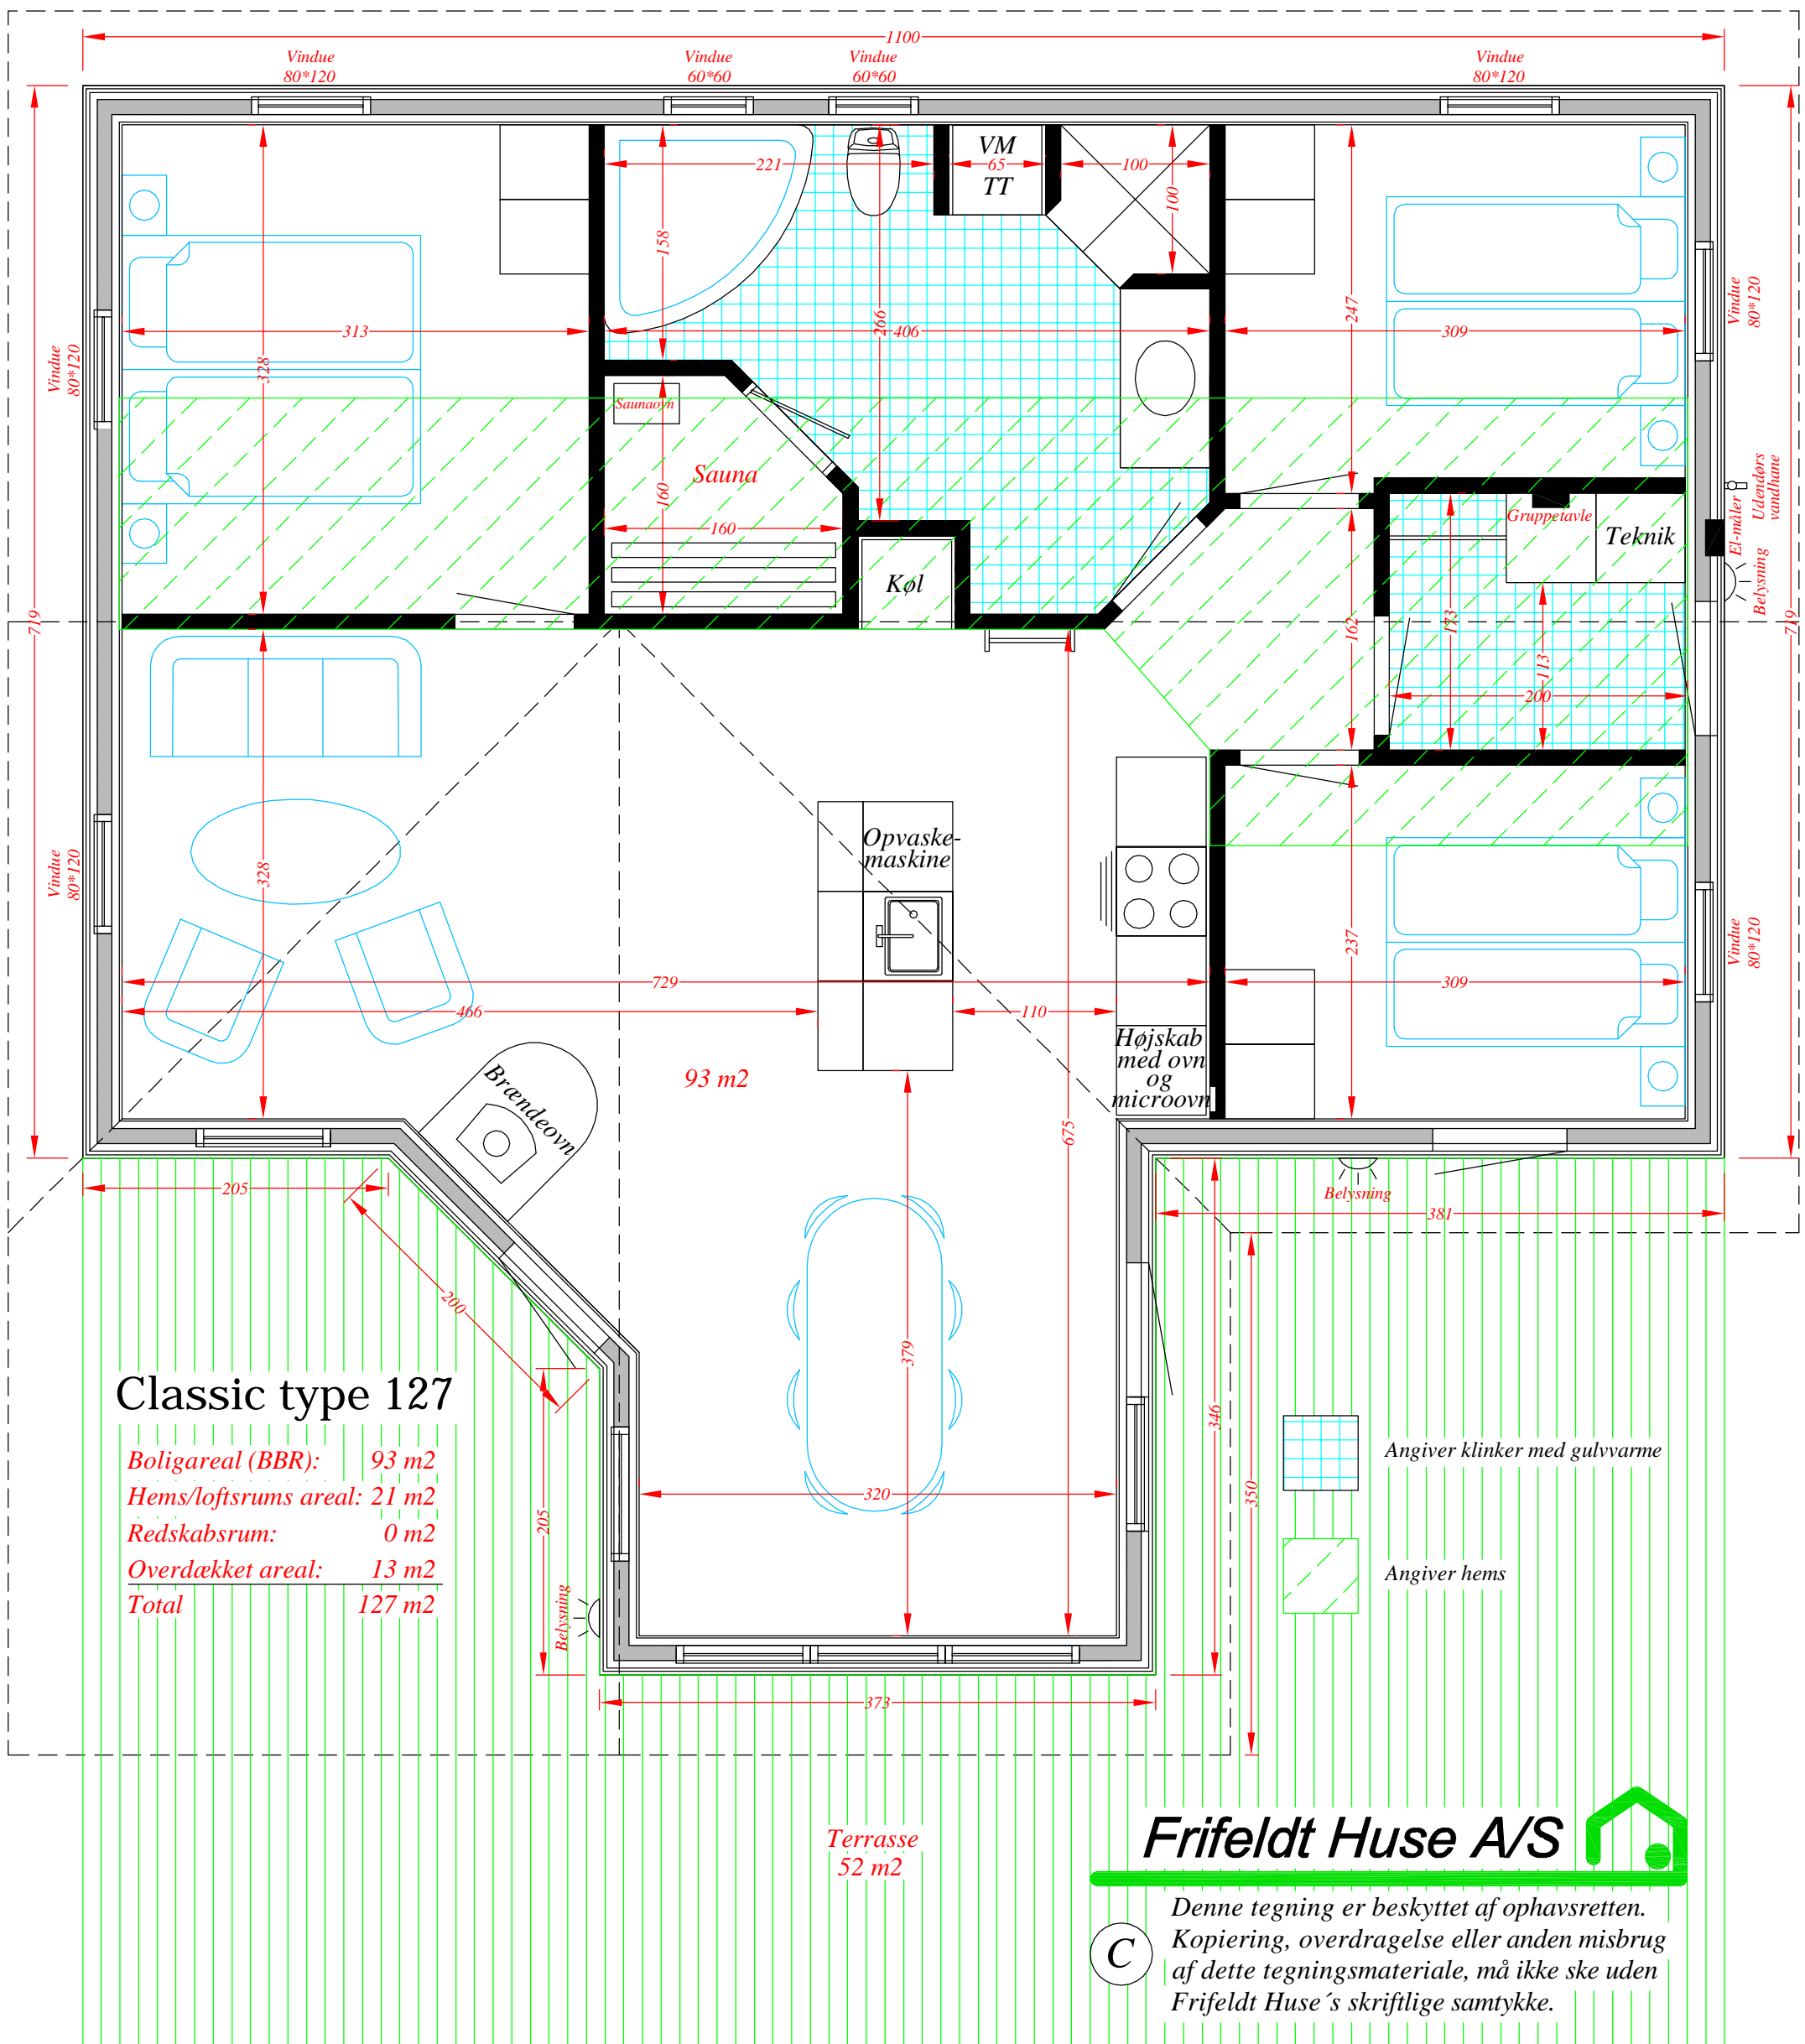 1100
Vindue
80*120
Vindue
60*60
Vindue
60*60
Vindue
80*120
VM
TT
221
65
100
100
158
266
406
313
328
247
309
719
719
Vindue
80*120
Vindue
80*120
Saunaovn
Sauna
160
160
Køl
Gruppetavle
Teknik
El-måler
Udendørs
vandhane
Belysning
173
162
113
200
Opvaske-
maskine
328
237
Vindue
80*120
Vindue
80*120
729
309
466
110
Højskab
med ovn
og
microovn
93 m2
Brændeovn
675
205
Belysning
381
200
379
346
350
320
205
Belysning
373
Classic type 127
Boligareal (BBR): 93 m2
Hems/loftsrums areal: 21 m2
Redskabsrum: 0 m2
Overdækket areal: 13 m2
Total 127 m2
Angiver klinker med gulvvarme
Angiver hems
Terrasse
52 m2
Frifeldt Huse A/S
C
Denne tegning er beskyttet af ophavsretten.
Kopiering, overdragelse eller anden misbrug
af dette tegningsmateriale, må ikke ske uden
Frifeldt Huse´s skriftlige samtykke.